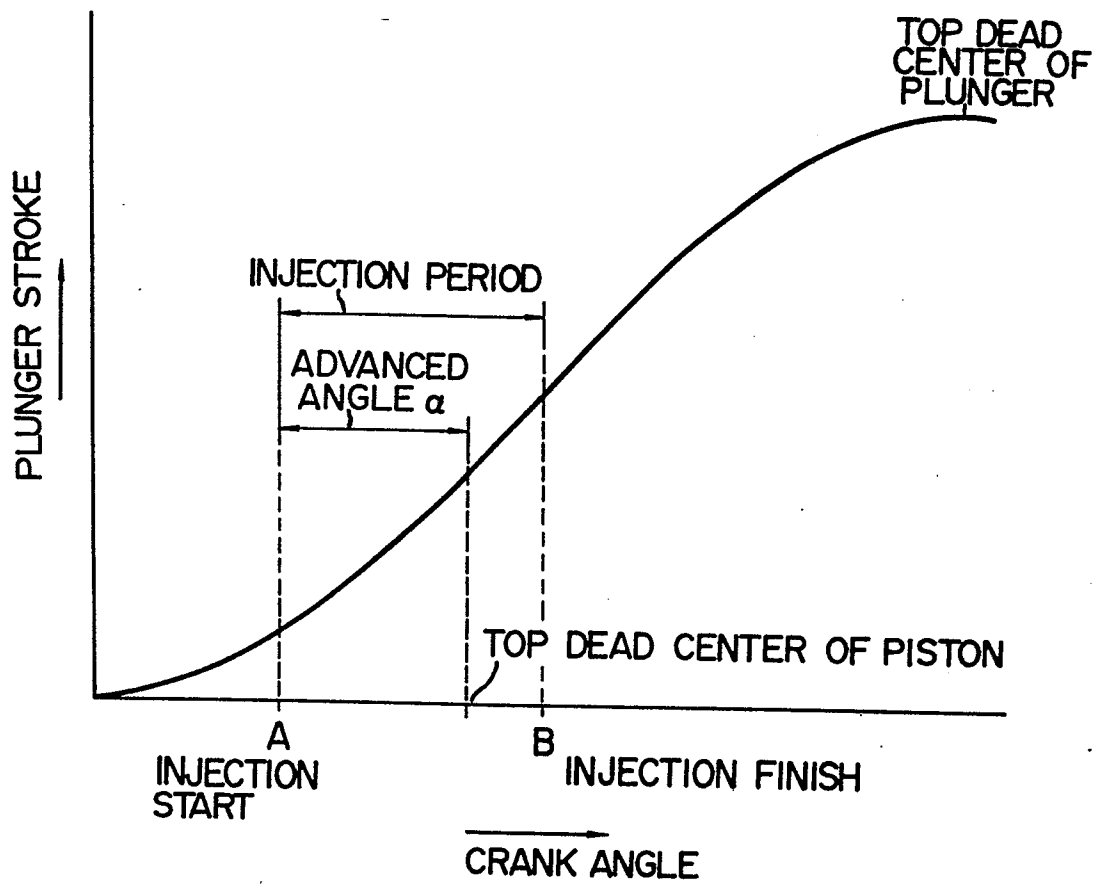 TOP DEAD
CENTER OF
PLUNGER
PLUNGER STROKE
INJECTION PERIOD
ADVANCED
ANGLE α
TOP DEAD CENTER OF PISTON
A
INJECTION
START
B
INJECTION FINISH
CRANK ANGLE